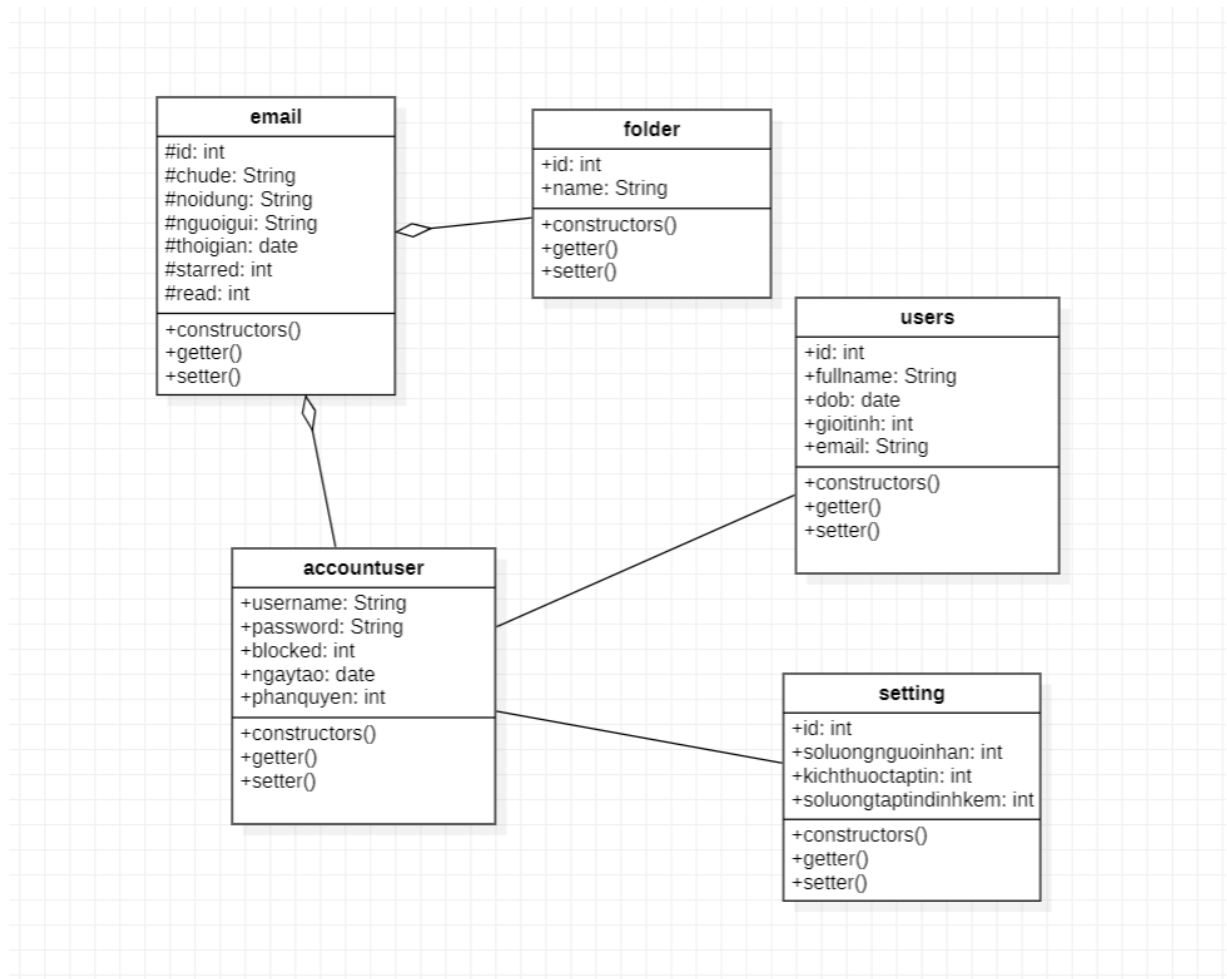 email
#id: int
#chude: String
#noidung: String
#nguoigui: String
#thoigian: date
#starred: int
#read: int
+constructors()
+getter()
+setter()
folder
+id: int
+name: String
+constructors()
+getter()
+setter()
users
+id: int
+fullname: String
+dob: date
+gioitinh: int
+email: String
+constructors()
+getter()
+setter()
accountuser
+username: String
+password: String
+blocked: int
+ngaytao: date
+phanquyen: int
+constructors()
+getter()
+setter()
setting
+id: int
+soluongnguoinhan: int
+kichthuoctaptin: int
+soluongtaptindinhkem: int
+constructors()
+getter()
+setter()